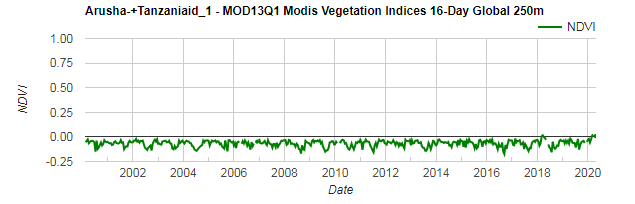 Arusha-+Tanzaniaid_1 - MOD13Q1 Modis Vegetation Indices 16-Day Global 250m
NDVI
1.00
0.75
0.50
0.25
0.00
-0.25
NDVI
2002 2004 2006 2008 2010 2012 2014 2016 2018 2020
Date